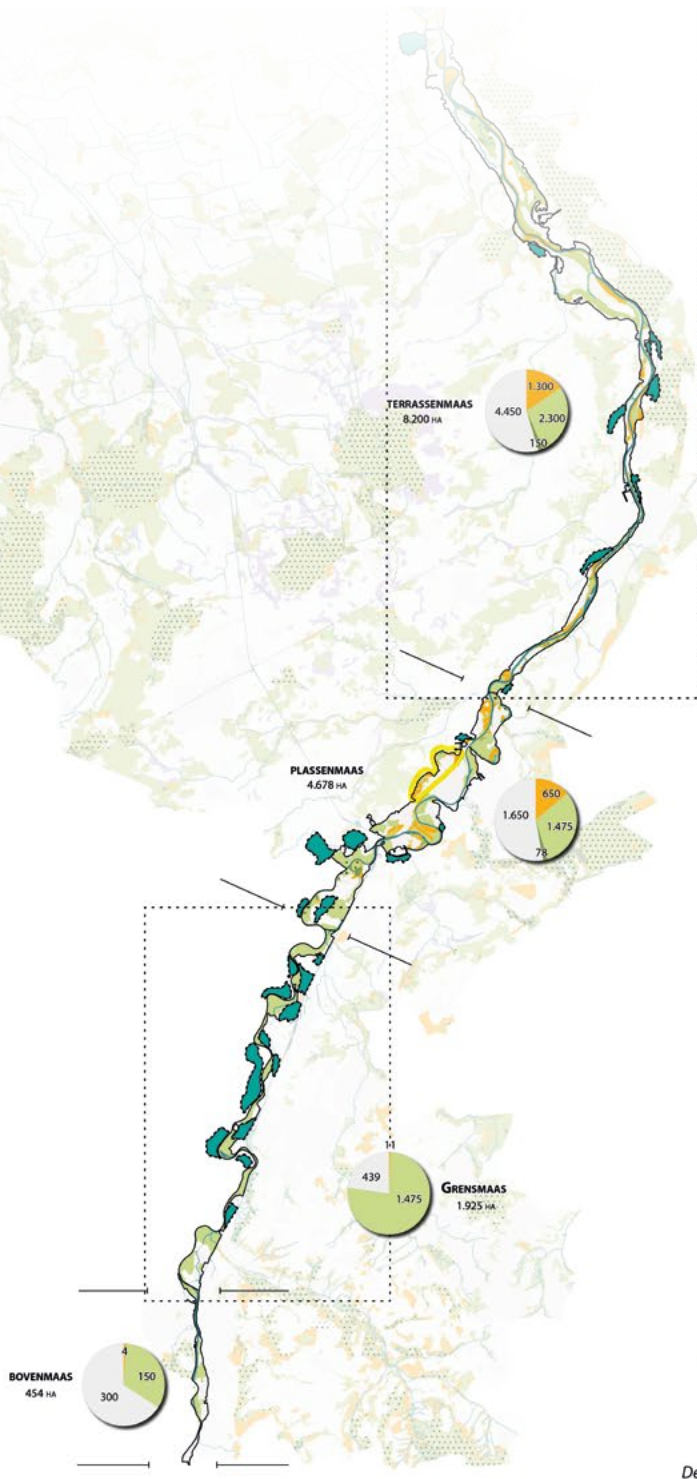 TERRASSENMAAS
8.200 HA
1.300
4.450
2.300
150
PLASSENMAAS
4.678 HA
650
1.650
1.475
78
11
439
1.475
GRENSMAAS
1.925 HA
4
BOVENMAAS
454 HA
150
300
De